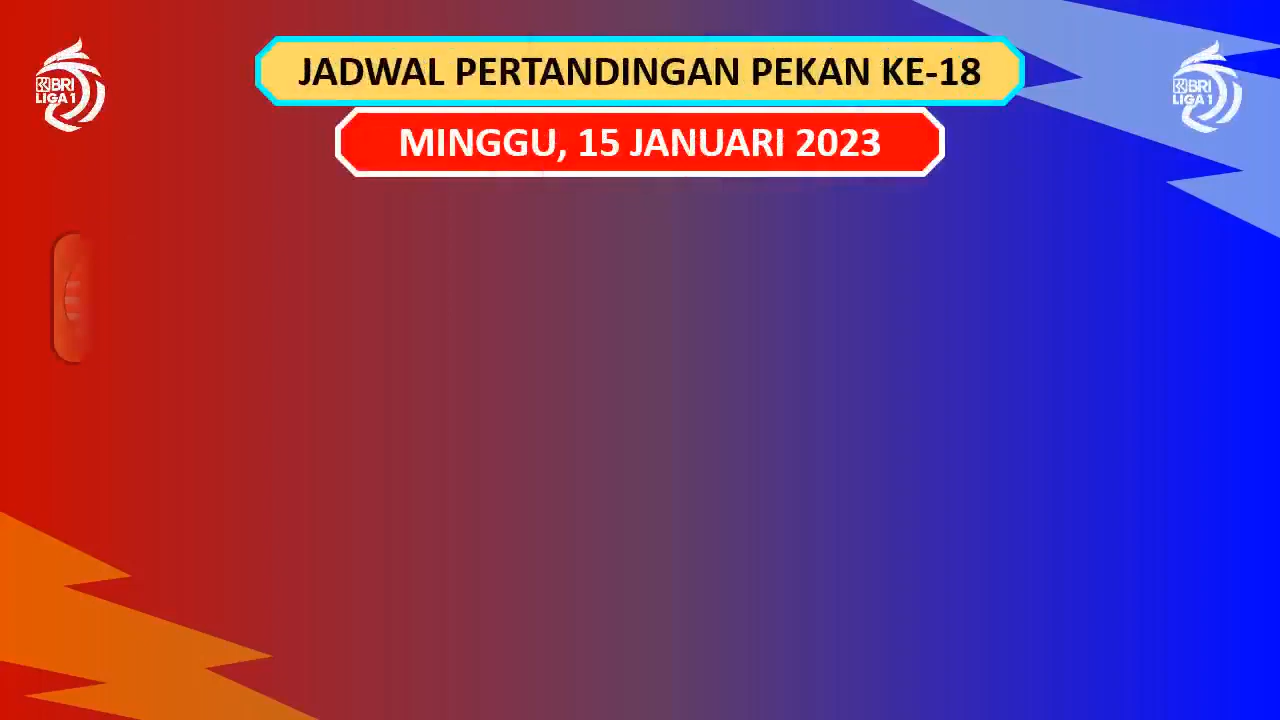 JADWAL PERTANDINGAN PEKAN KE-18
MINGGU, 15 JANUARI 2023
BRI
LIGA 1
BRI
LIGA 1